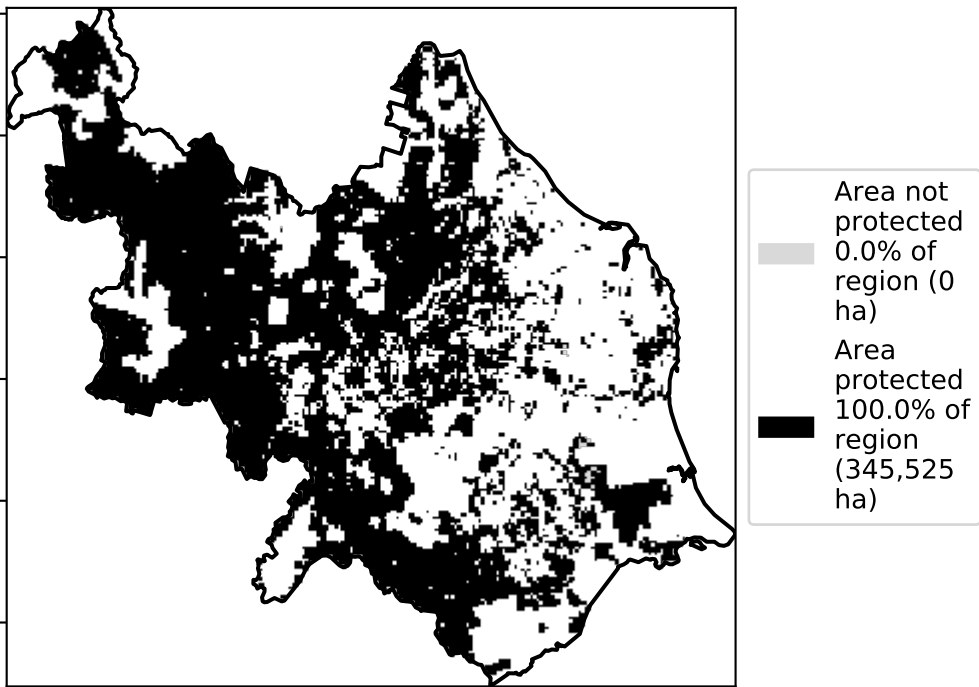 Area not
protected
0.0% of
region (0
ha)
Area
protected
100.0% of
region
(345,525
ha)